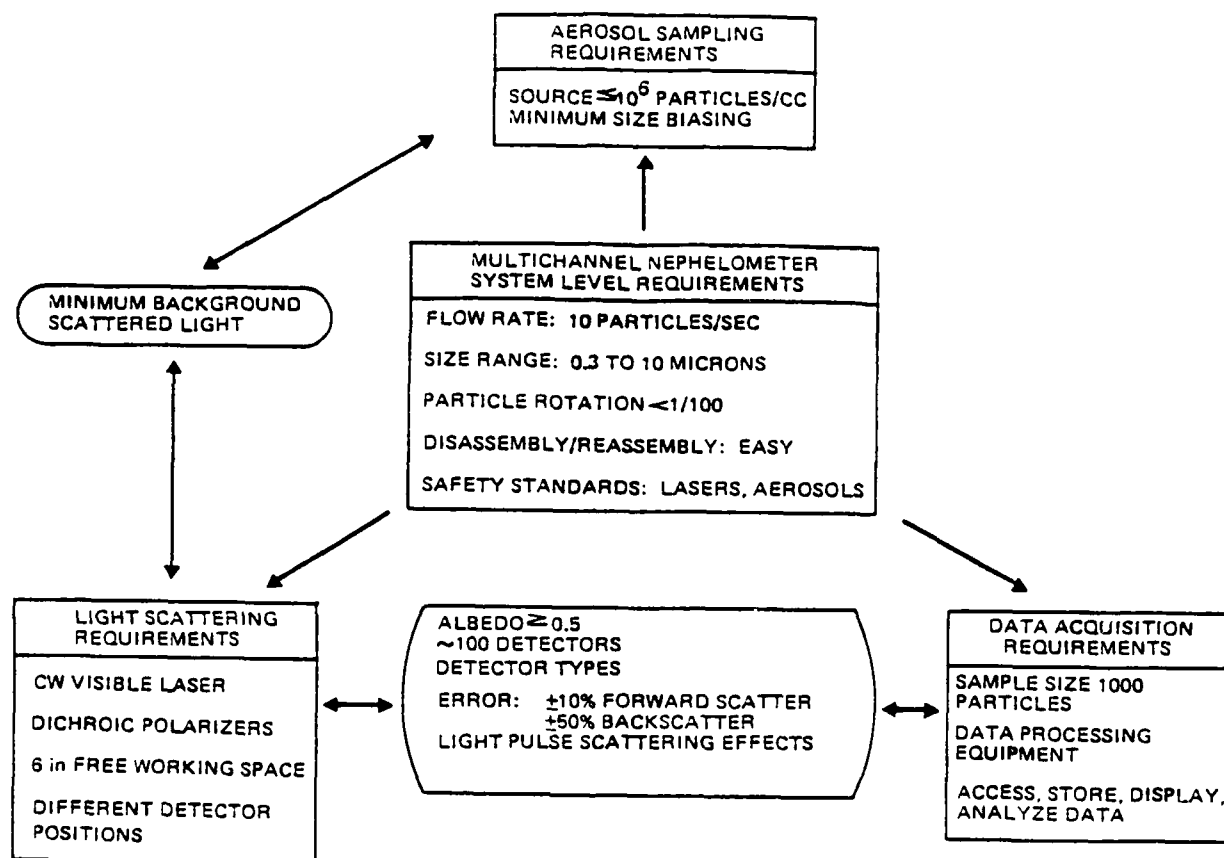 AEROSOL SAMPLING
REQUIREMENTS
SOURCE ≤10⁶ PARTICLES/CC
MINIMUM SIZE BIASING
MULTICHANNEL NEPHELOMETER
SYSTEM LEVEL REQUIREMENTS
FLOW RATE: 10 PARTICLES/SEC
SIZE RANGE: 0.3 TO 10 MICRONS
PARTICLE ROTATION <1/100
DISASSEMBLY/REASSEMBLY: EASY
SAFETY STANDARDS: LASERS, AEROSOLS
MINIMUM BACKGROUND
SCATTERED LIGHT
LIGHT SCATTERING
REQUIREMENTS
CW VISIBLE LASER
DICHROIC POLARIZERS
6 in FREE WORKING SPACE
DIFFERENT DETECTOR
POSITIONS
ALBEDO ≥ 0.5
~100 DETECTORS
DETECTOR TYPES
ERROR: ±10% FORWARD SCATTER
±50% BACKSCATTER
LIGHT PULSE SCATTERING EFFECTS
DATA ACQUISITION
REQUIREMENTS
SAMPLE SIZE 1000
PARTICLES
DATA PROCESSING
EQUIPMENT
ACCESS, STORE, DISPLAY,
ANALYZE DATA